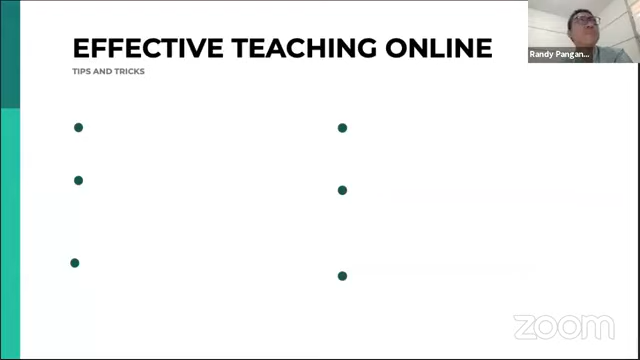 EFFECTIVE TEACHING ONLINE
TIPS AND TRICKS
Randy Pangan...
zoom